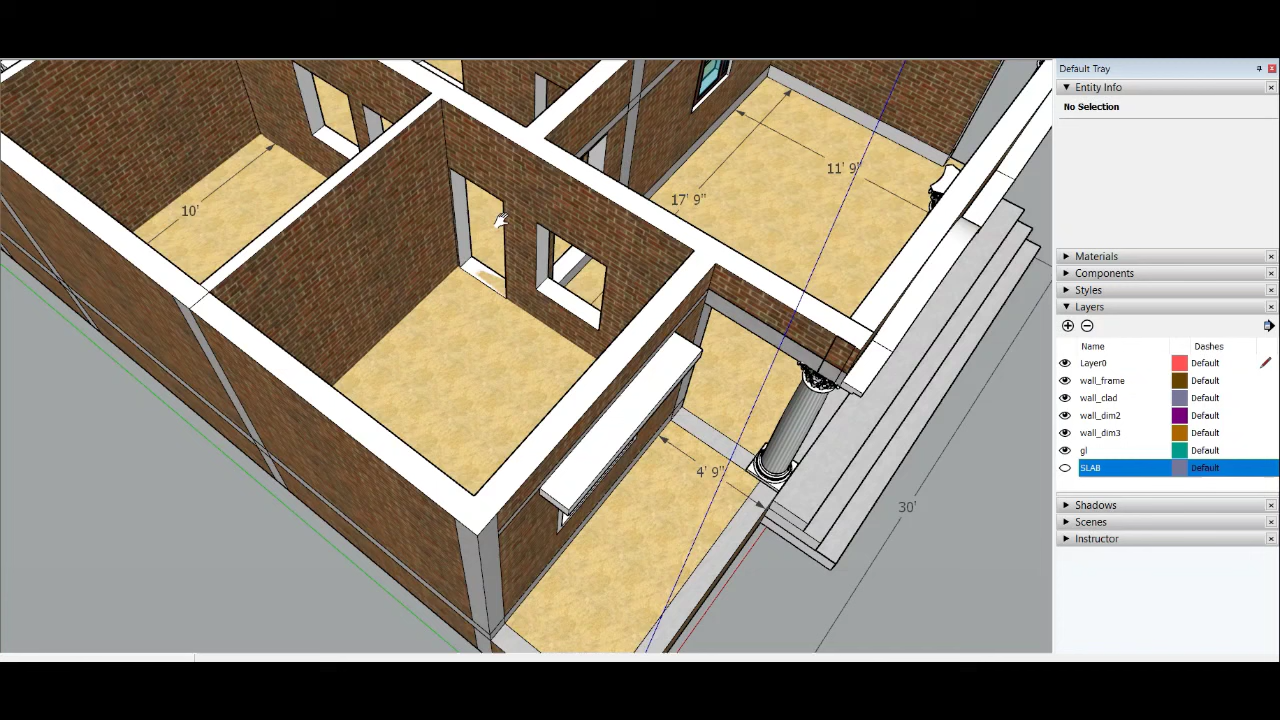 Default Tray
Entity Info
No Selection
10'
11' 9"
17' 9"
4' 9"
30'
Materials
Components
Styles
Layers
Name Dashes
Layer0 Default
wall_frame Default
wall_clad Default
wall_dim2 Default
wall_dim3 Default
gl Default
SLAB Default
Shadows
Scenes
Instructor